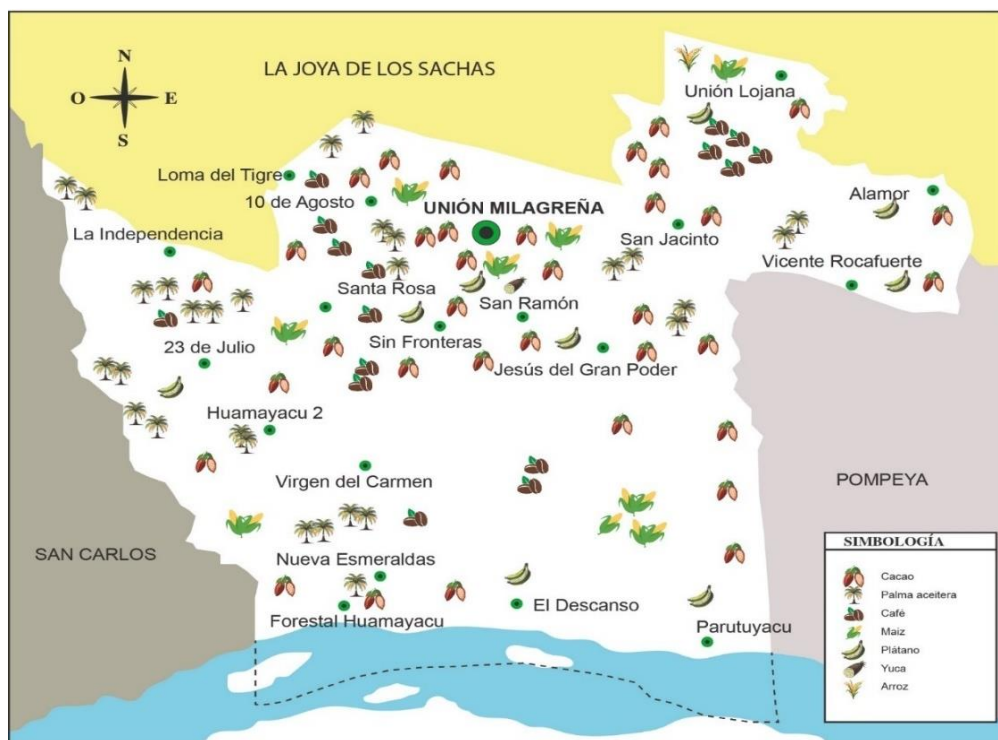 N
O
E
S
LA JOYA DE LOS SACHAS
Unión Lojana
Loma del Tigre
10 de Agosto
UNIÓN MILAGREÑA
Alamor
La Independencia
San Jacinto
Vicente Rocafuerte
Santa Rosa
San Ramón
Sin Fronteras
23 de Julio
Jesús del Gran Poder
Huamayacu 2
Virgen del Carmen
POMPEYA
SAN CARLOS
Nueva Esmeraldas
El Descanso
Forestal Huamayacu
Parutuyacu
SIMBOLOGÍA
Cacao
Palma aceitera
Café
Maiz
Plátano
Yuca
Arroz